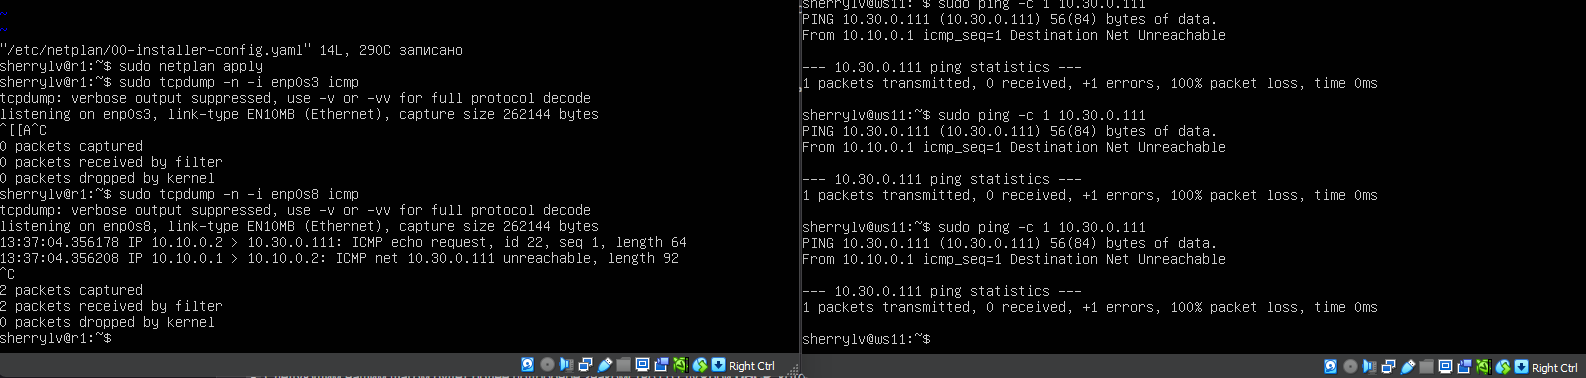 ~
~
"/etc/netplan/00-installer-config.yaml" 14L, 290C записано
sherrylv@r1:~$ sudo netplan apply
sherrylv@r1:~$ sudo tcpdump -n -i enp0s3 icmp
tcpdump: verbose output suppressed, use -v or -vv for full protocol decode
listening on enp0s3, link-type EN10MB (Ethernet), capture size 262144 bytes
^[[A^C
0 packets captured
0 packets received by filter
0 packets dropped by kernel
sherrylv@r1:~$ sudo tcpdump -n -i enp0s8 icmp
tcpdump: verbose output suppressed, use -v or -vv for full protocol decode
listening on enp0s8, link-type EN10MB (Ethernet), capture size 262144 bytes
13:37:04.356178 IP 10.10.0.2 > 10.30.0.111: ICMP echo request, id 22, seq 1, length 64
13:37:04.356208 IP 10.10.0.1 > 10.10.0.2: ICMP net 10.30.0.111 unreachable, length 92
^C
2 packets captured
2 packets received by filter
0 packets dropped by kernel
sherrylv@r1:~$
Right Ctrl
sherrylv@ws11:~$ sudo ping -c 1 10.30.0.111
PING 10.30.0.111 (10.30.0.111) 56(84) bytes of data.
From 10.10.0.1 icmp_seq=1 Destination Net Unreachable
--- 10.30.0.111 ping statistics ---
1 packets transmitted, 0 received, +1 errors, 100% packet loss, time 0ms
sherrylv@ws11:~$ sudo ping -c 1 10.30.0.111
PING 10.30.0.111 (10.30.0.111) 56(84) bytes of data.
From 10.10.0.1 icmp_seq=1 Destination Net Unreachable
--- 10.30.0.111 ping statistics ---
1 packets transmitted, 0 received, +1 errors, 100% packet loss, time 0ms
sherrylv@ws11:~$ sudo ping -c 1 10.30.0.111
PING 10.30.0.111 (10.30.0.111) 56(84) bytes of data.
From 10.10.0.1 icmp_seq=1 Destination Net Unreachable
--- 10.30.0.111 ping statistics ---
1 packets transmitted, 0 received, +1 errors, 100% packet loss, time 0ms
sherrylv@ws11:~$
Right Ctrl